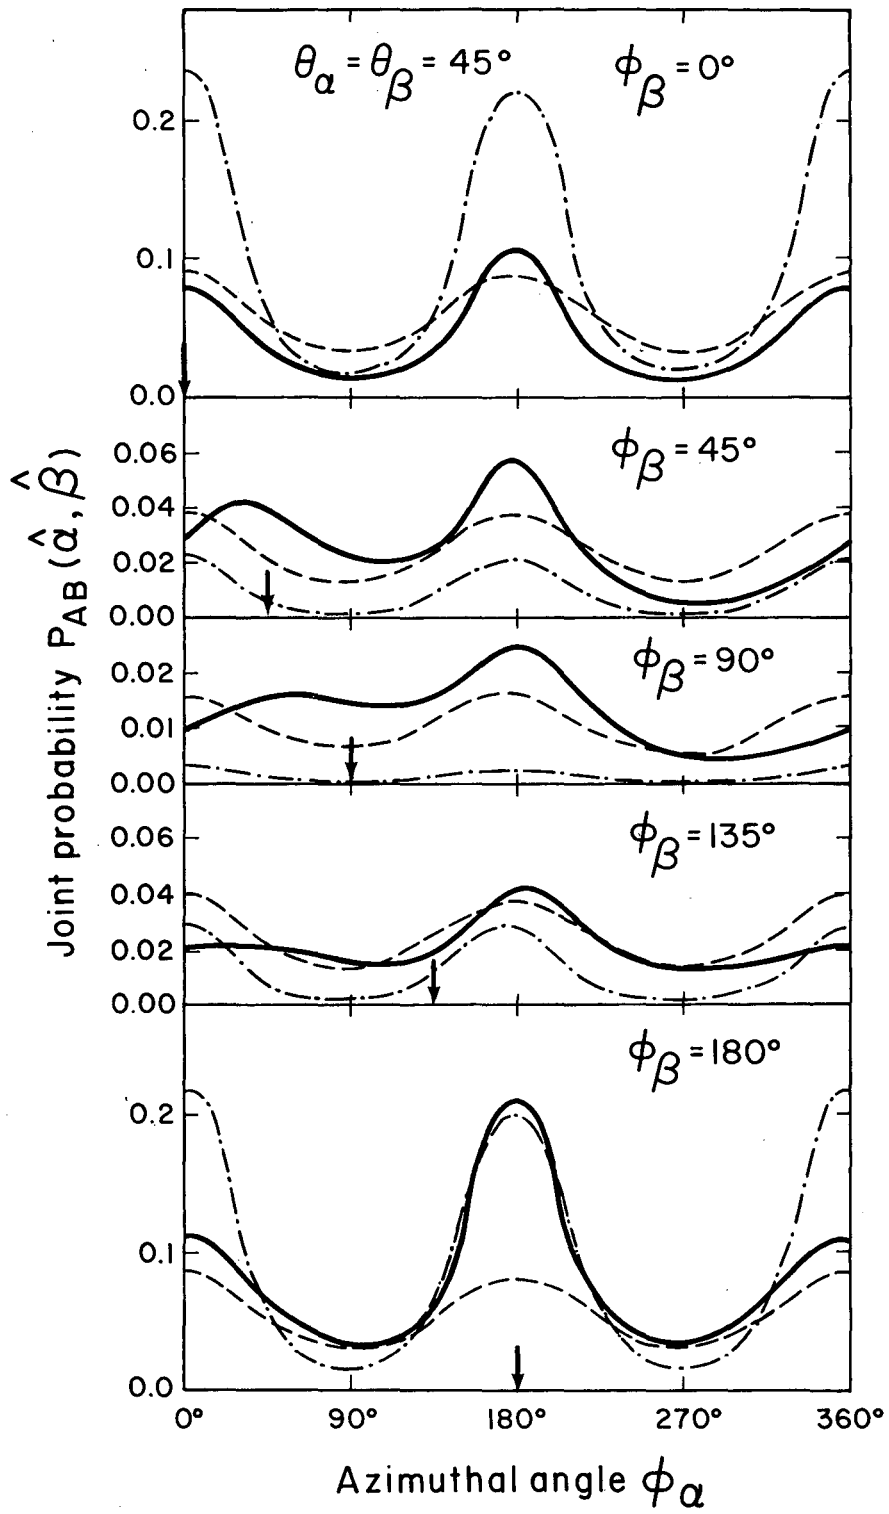 θα = θβ = 45° ϕβ = 0°
0.2
0.1
0.0
ϕβ = 45°
0.06
0.04
0.02
0.00
ϕβ = 90°
0.02
0.01
0.00
ϕβ = 135°
0.06
0.04
0.02
0.00
ϕβ = 180°
0.2
0.1
0.0
0° 90° 180° 270° 360°
Azimuthal angle ϕα
Joint probability PAB (α̂, β̂)